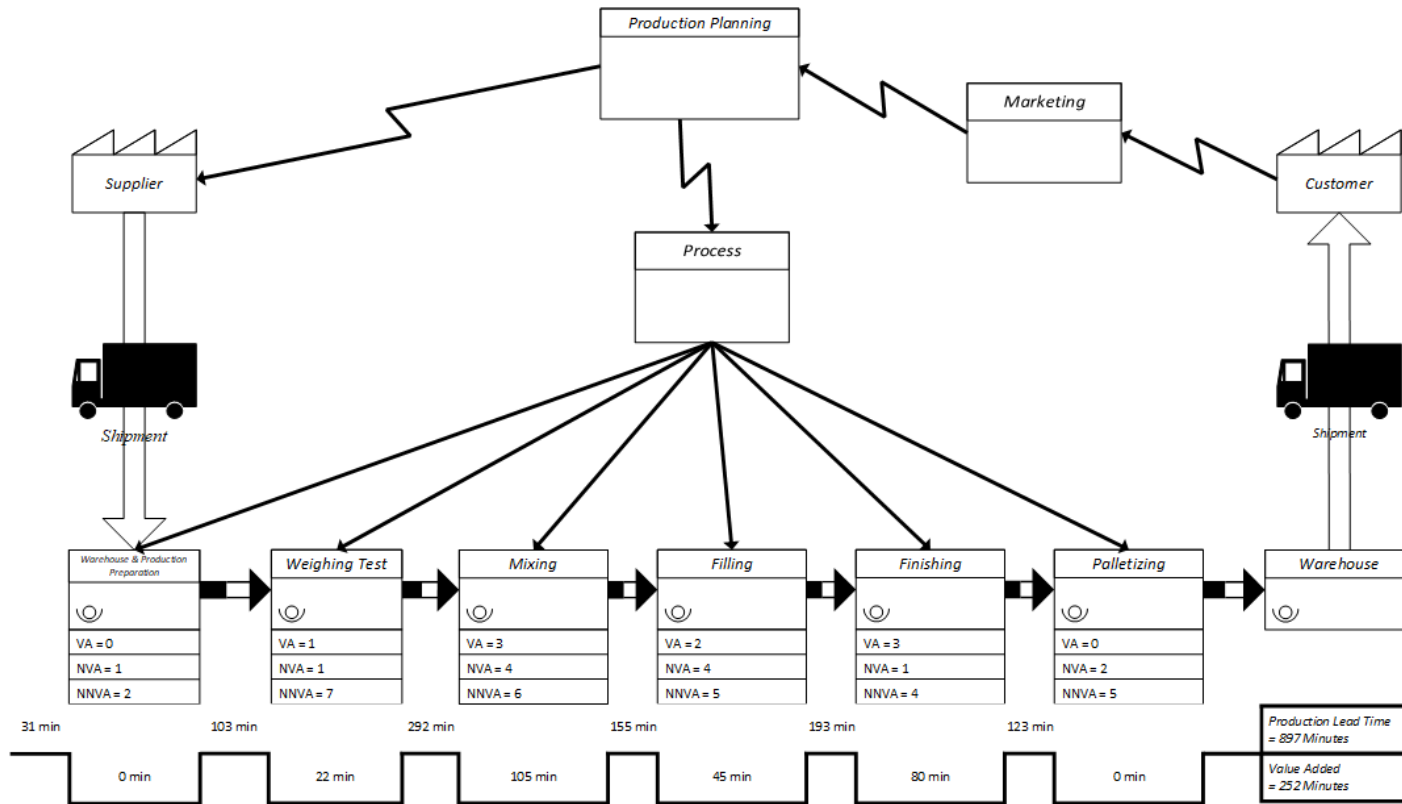 Production Planning
Marketing
Supplier
Customer
Process
Shipment
Shipment
Warehouse & Production
Preparation
Weighing Test
Mixing
Filling
Finishing
Palletizing
Warehouse
VA = 0
VA = 1
VA = 3
VA = 2
VA = 3
VA = 0
NVA = 1
NVA = 1
NVA = 4
NVA = 4
NVA = 1
NVA = 2
NNVA = 2
NNVA = 7
NNVA = 6
NNVA = 5
NNVA = 4
NNVA = 5
31 min
103 min
292 min
155 min
193 min
123 min
Production Lead Time
= 897 Minutes
0 min
22 min
105 min
45 min
80 min
0 min
Value Added
= 252 Minutes